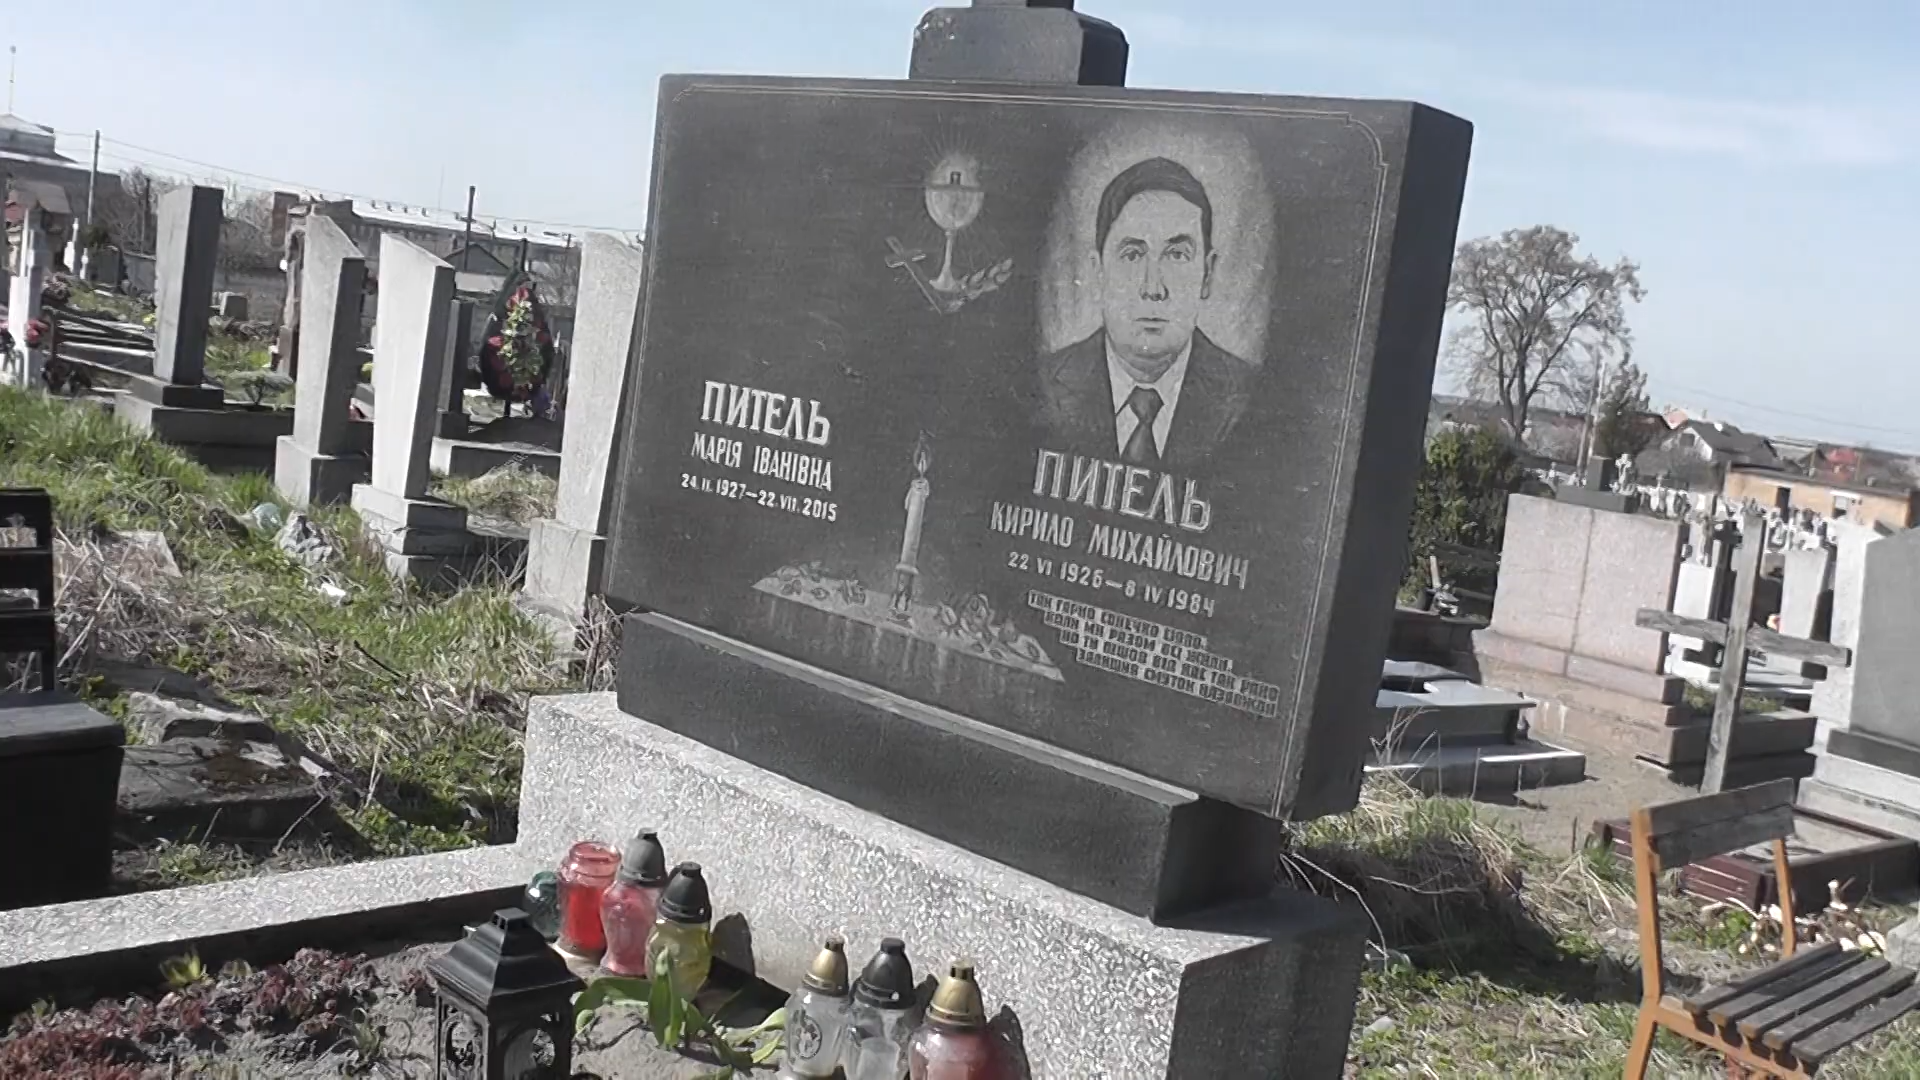 ПИТЕЛЬ
МАРІЯ ІВАНІВНА
24.II.1927—22.VII.2015
ПИТЕЛЬ
КИРИЛО МИХАЙЛОВИЧ
22 VI 1926—8 IV 1984
ТАК ГАРНО СОНЕЧКО СІЯЛО,
КОЛИ МИ РАЗОМ ВСІ ЖИЛИ.
НО ТИ ПІШОВ ВІД НАС ТАК РАНО
ЗАЛИШИВ СМУТОК НАЗАВЖДИ